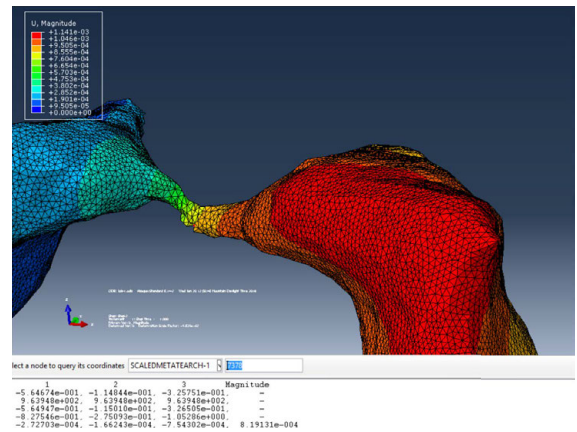 U, Magnitude
+1.141e-03
+1.046e-03
+9.505e-04
+8.555e-04
+7.604e-04
+6.654e-04
+5.703e-04
+4.753e-04
+3.802e-04
+2.852e-04
+1.901e-04
+9.505e-05
+0.000e+00
lect a node to query its coordinates SCALEDMETATEARCH-1 7378
1 2 3 Magnitude
-5.64674e-001, -1.14844e-001, -3.25751e-001, -
9.63948e+002, 9.63948e+002, 9.63948e+002, -
-5.64947e-001, -1.15010e-001, -3.26505e-001, -
-8.27546e-001, -2.75093e-001, -1.05286e+000, -
-2.72703e-004, -1.66243e-004, -7.54302e-004, 8.19131e-004